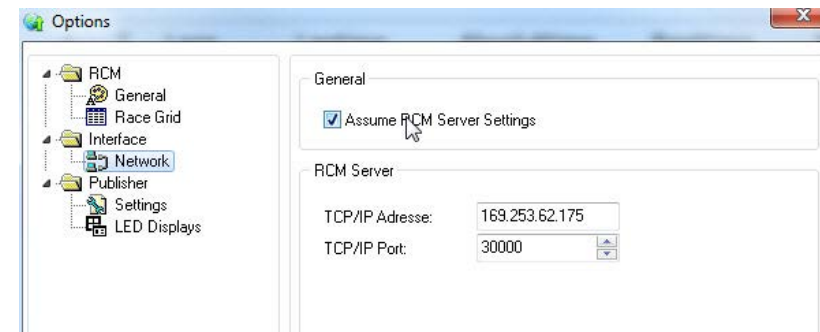 Options
RCM
General
Race Grid
Interface
Network
Publisher
Settings
LED Displays
General
Assume RCM Server Settings
RCM Server
TCP/IP Adresse: 169.253.62.175
TCP/IP Port: 30000